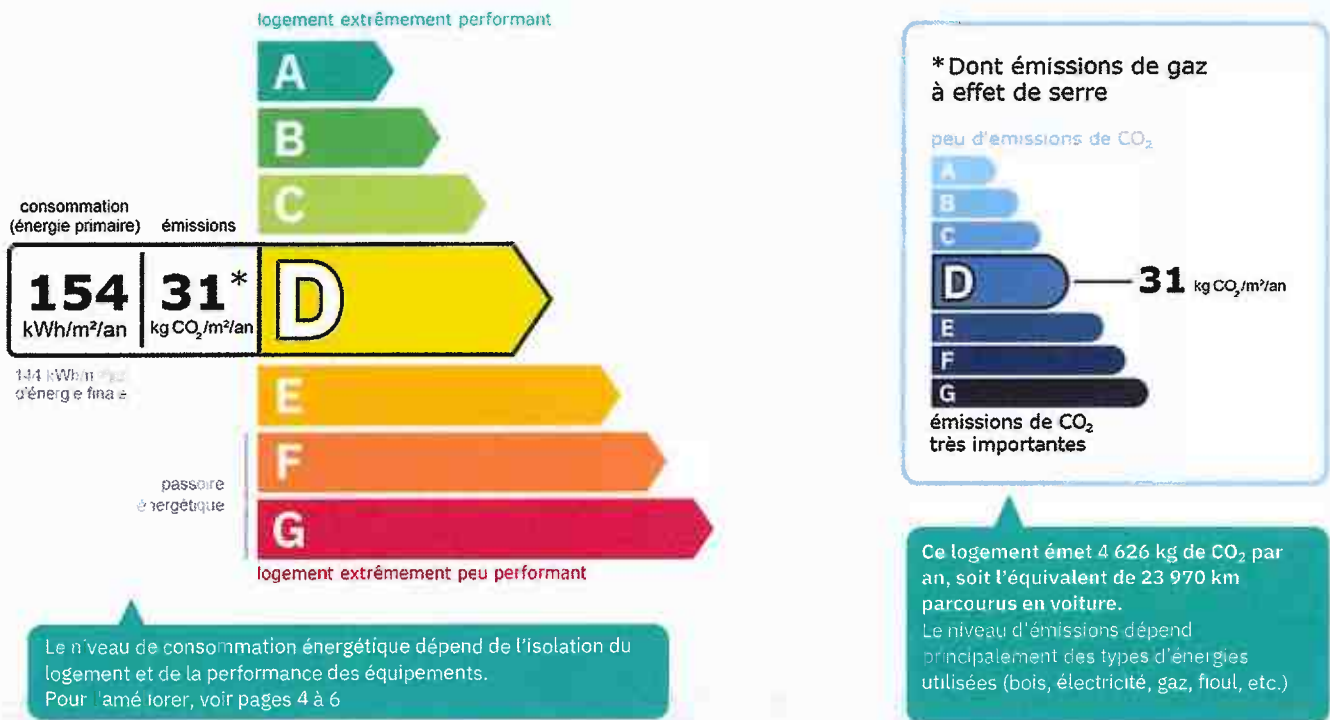 logement extrêmement performant
A
B
C
consommation
(énergie primaire)
émissions
154
kWh/m²/an
31*
kg CO₂/m²/an
D
144 kWh/m
d'énergie finale
E
F
passoire
énergétique
G
logement extrêmement peu performant
Le niveau de consommation énergétique dépend de l'isolation du
logement et de la performance des équipements.
Pour l'améliorer, voir pages 4 à 6
*Dont émissions de gaz
à effet de serre
peu d'émissions de CO₂
A
B
C
D
31 kg CO₂/m²/an
E
F
G
émissions de CO₂
très importantes
Ce logement émet 4 626 kg de CO₂ par
an, soit l'équivalent de 23 970 km
parcourus en voiture.
Le niveau d'émissions dépend
principalement des types d'énergies
utilisées (bois, électricité, gaz, fioul, etc.)